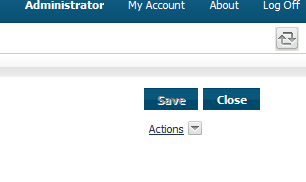 Administrator My Account About Log Off
Save Close
Actions